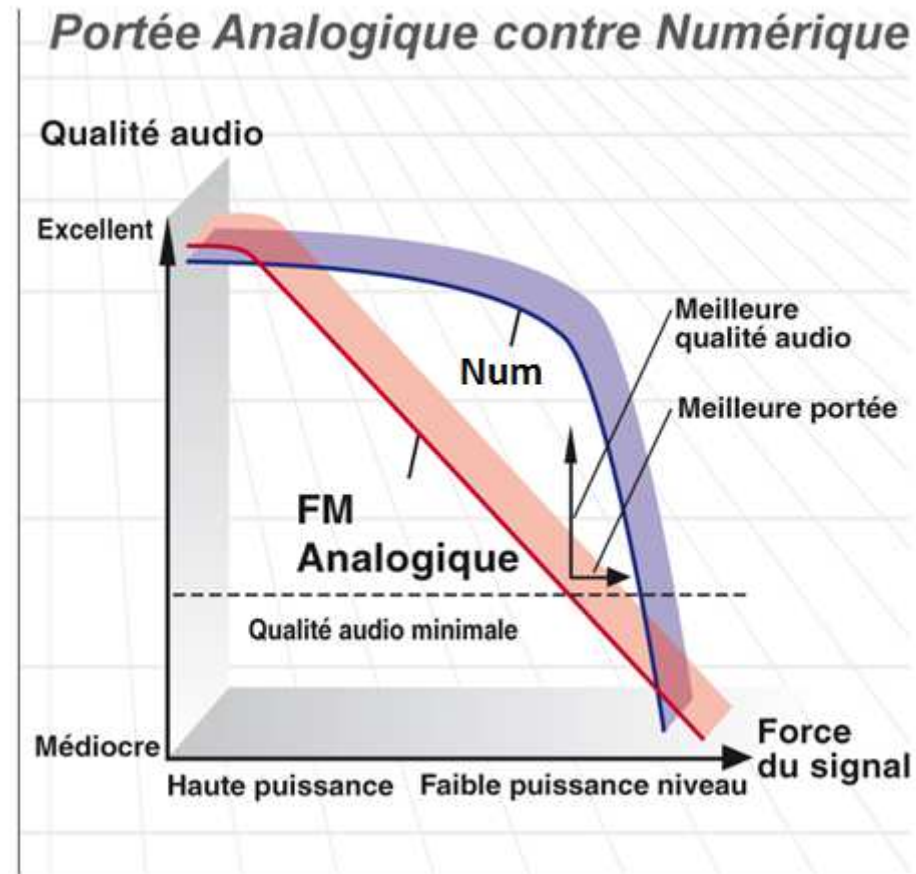 Portée Analogique contre Numérique
Qualité audio
Excellent
Meilleure
qualité audio
Num
Meilleure portée
FM
Analogique
Qualité audio minimale
Médiocre
Force
du signal
Haute puissance
Faible puissance niveau